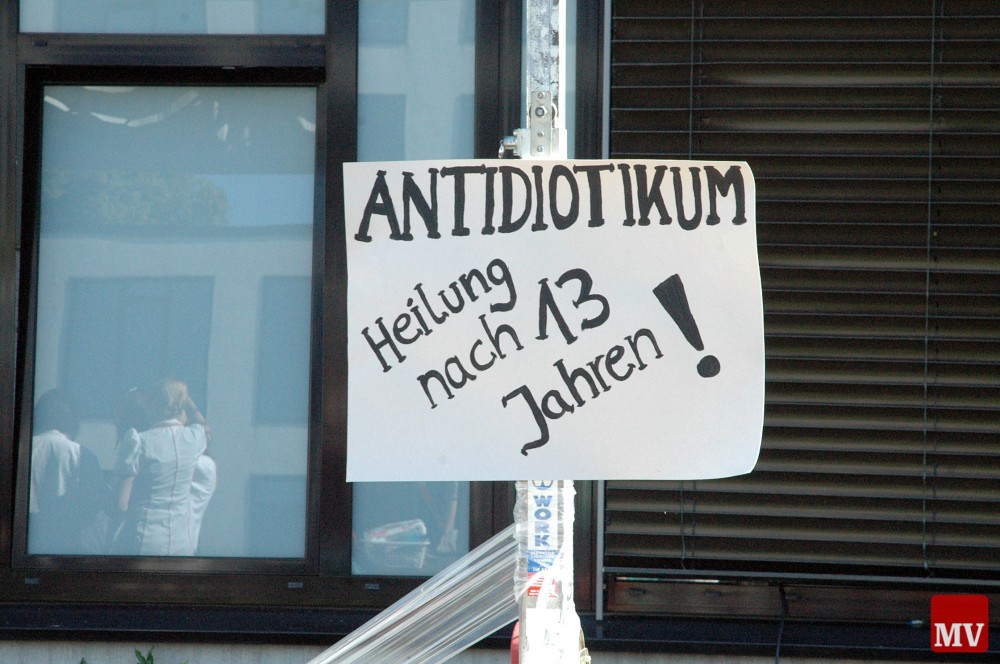 ANTIDIOTIKUM
Heilung
nach 13
Jahren!
WORK
MV